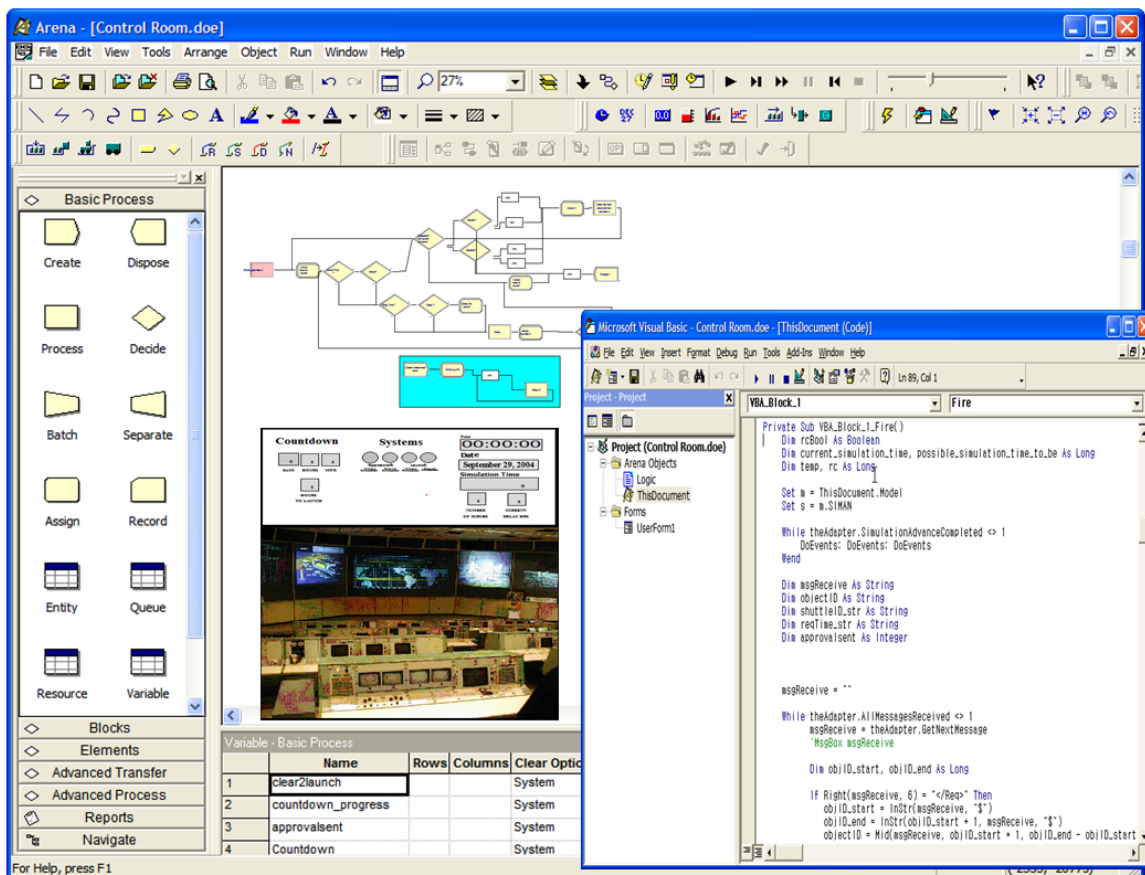 Arena - [Control Room.doe]
File Edit View Tools Arrange Object Run Window Help
27%
Basic Process
Create Dispose
Process Decide
Batch Separate
Assign Record
Entity Queue
Resource Variable
Blocks
Elements
Advanced Transfer
Advanced Process
Reports
Navigate
For Help, press F1
Countdown Systems
Time
00:00:00
Date
September 29, 2004
Simulation Time
DAYS HOURS
HOURS
TO LAUNCH
NUMBER
OF SCRUBS
CURRENT
Variable - Basic Process
Name Rows Columns Clear Optio
1 clear2launch System
2 countdown_progress System
3 approvalsent System
4 Countdown System
Microsoft Visual Basic - Control Room.doe - [ThisDocument (Code)]
File Edit View Insert Format Debug Run Tools Add-Ins Window Help
Ln 89, Col 1
Project - Project
Project (Control Room.doe)
Arena Objects
Logic
ThisDocument
Forms
UserForm1
VBA_Block_1 Fire
Private Sub VBA_Block_1_Fire()
Dim rcBool As Boolean
Dim current_simulation_time, possible_simulation_time_to_be As Long
Dim temp, rc As Long
Set m = ThisDocument.Model
Set s = m.SIMAN
While theAdapter.SimulationAdvanceCompleted <> 1
DoEvents: DoEvents: DoEvents
Wend
Dim msgReceive As String
Dim objectID As String
Dim shuttleID_str As String
Dim reqTime_str As String
Dim approvalsent As Integer
msgReceive = ""
While theAdapter.AllMessagesReceived <> 1
msgReceive = theAdapter.GetNextMessage
'MsgBox msgReceive
Dim objID_start, objID_end As Long
If Right(msgReceive, 6) = "</Req>" Then
objID_start = InStr(msgReceive, "$")
objID_end = InStr(objID_start + 1, msgReceive, "$")
objectID = Mid(msgReceive, objID_start + 1, objID_end - objID_start